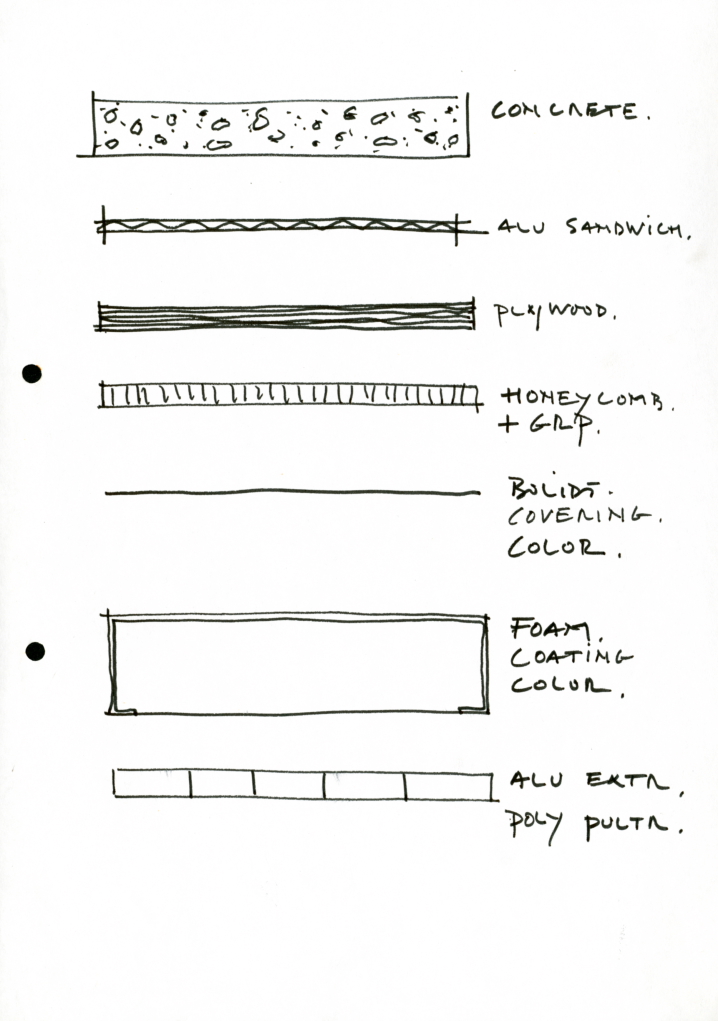 CONCRETE.
ALU SANDWICH.
PLYWOOD.
HONEYCOMB.
+ GRP.
BOLIDT.
COVERING.
COLOR.
FOAM.
COATING
COLOR.
ALU EXTR.
POLY PULTR.